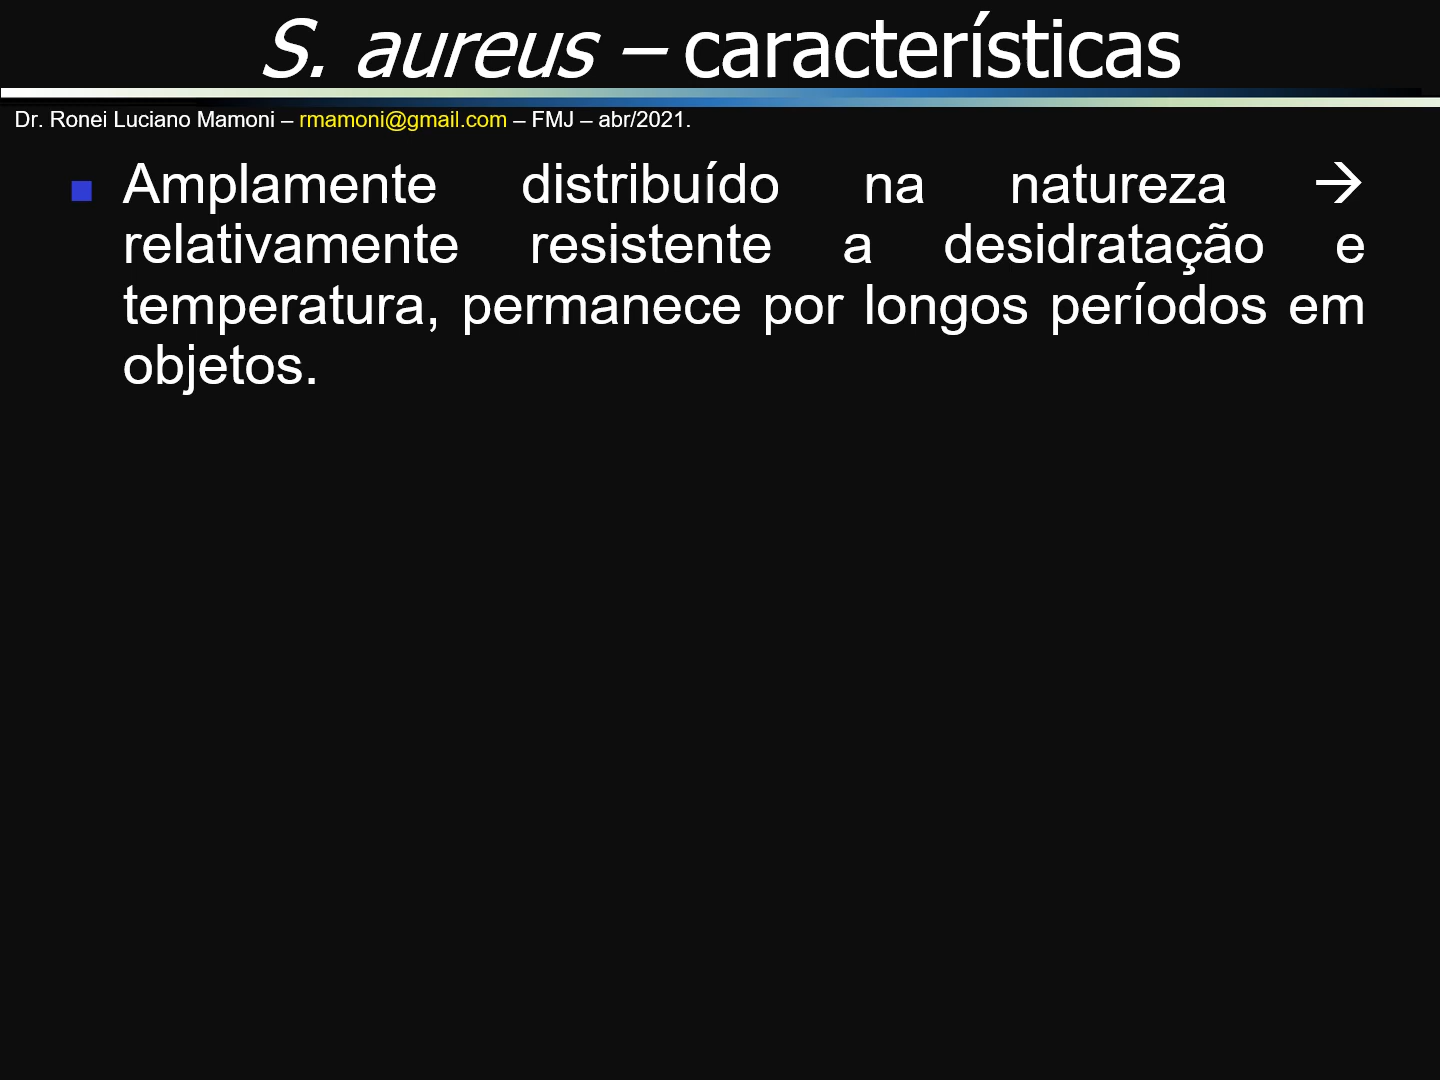 S. aureus – características
Dr. Ronei Luciano Mamoni – rmamoni@gmail.com – FMJ – abr/2021.
Amplamente distribuído na natureza →
relativamente resistente a desidratação e
temperatura, permanece por longos períodos em
objetos.